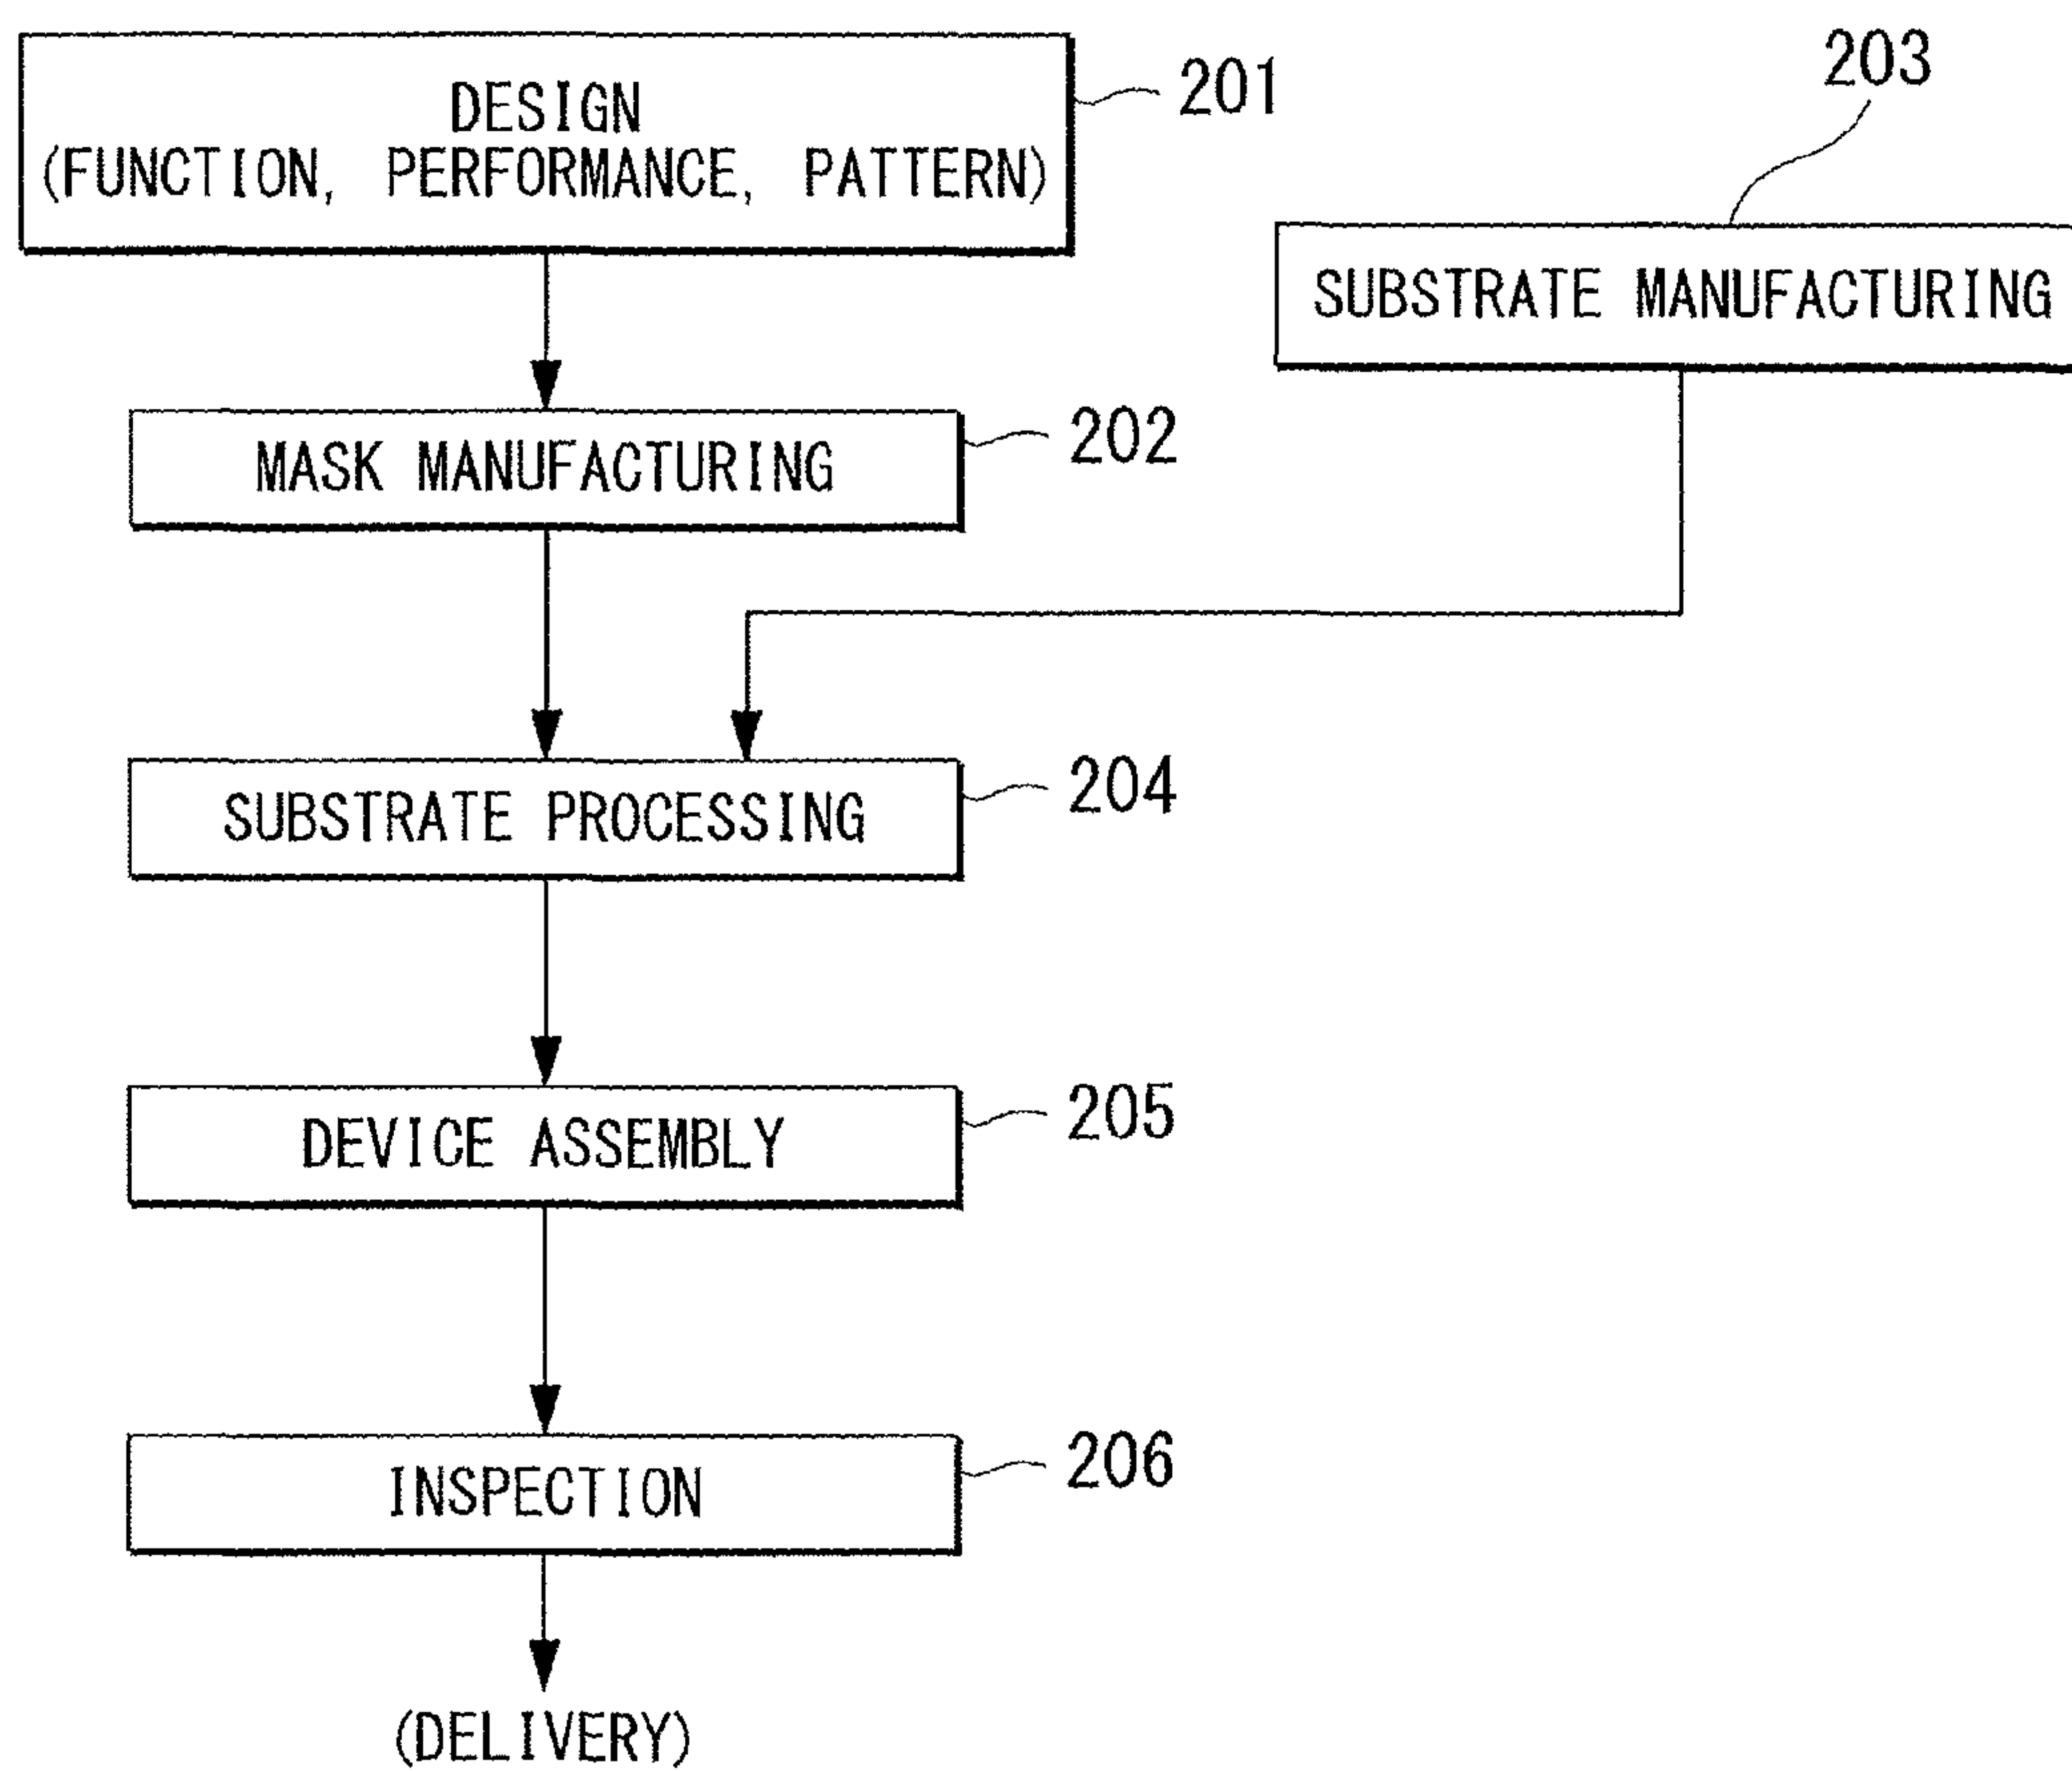 DESIGN
(FUNCTION, PERFORMANCE, PATTERN)
201
203
SUBSTRATE MANUFACTURING
MASK MANUFACTURING
202
SUBSTRATE PROCESSING
204
DEVICE ASSEMBLY
205
INSPECTION
206
(DELIVERY)